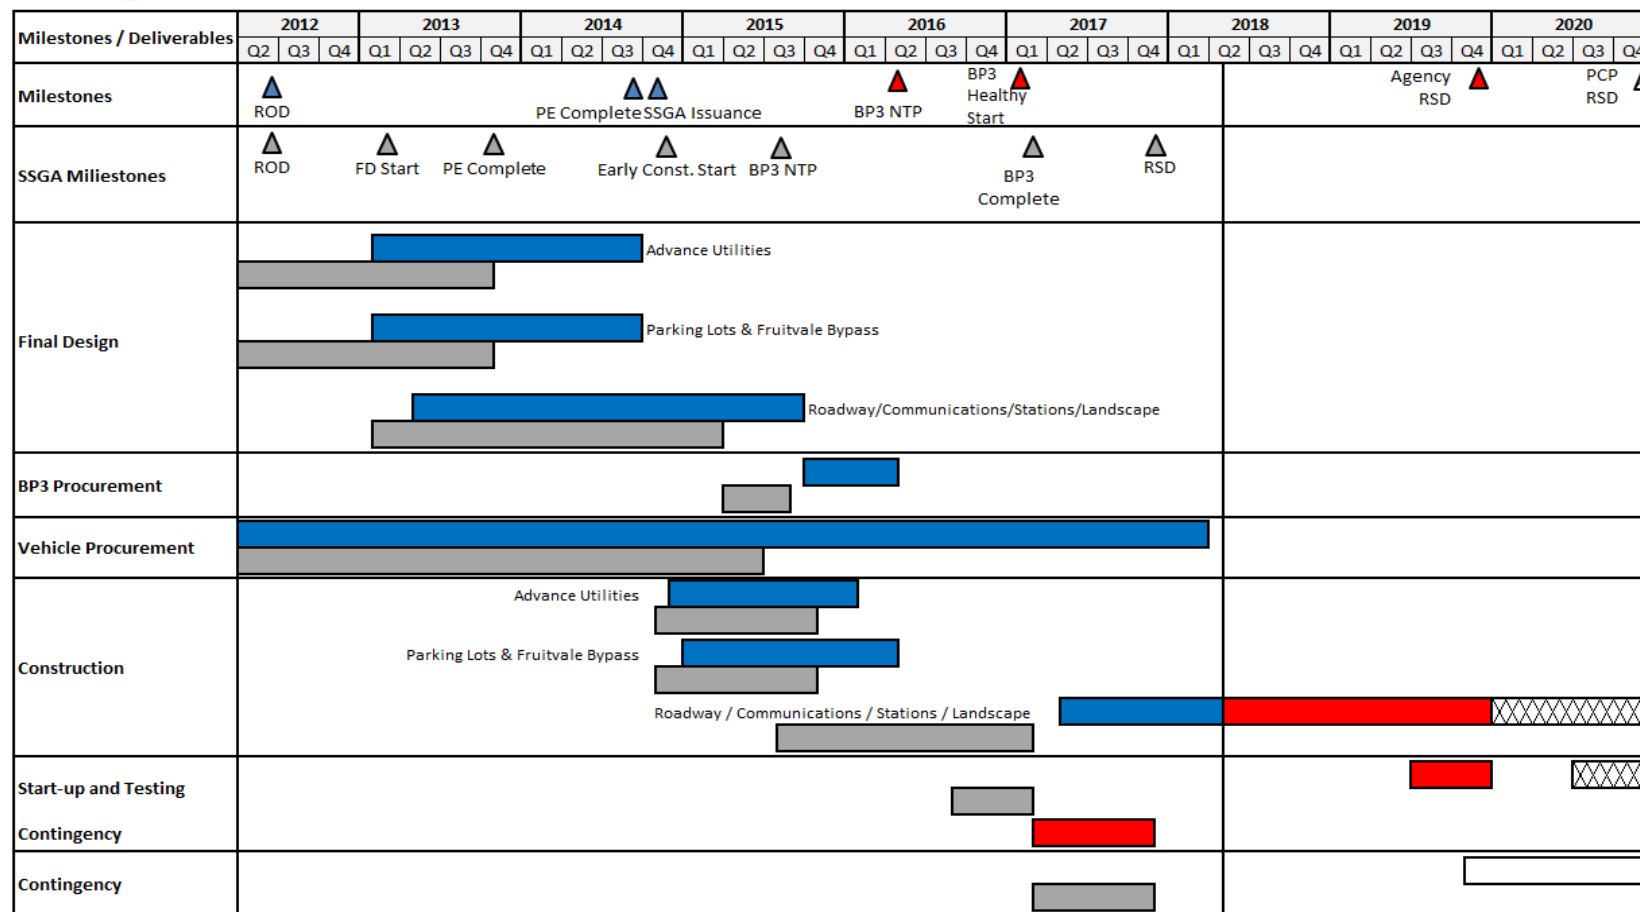 2012 2013 2014 2015 2016 2017 2018 2019 2020
Milestones / Deliverables
Q2 Q3 Q4 Q1 Q2 Q3 Q4 Q1 Q2 Q3 Q4 Q1 Q2 Q3 Q4 Q1 Q2 Q3 Q4 Q1 Q2 Q3 Q4 Q1 Q2 Q3 Q4 Q1 Q2 Q3 Q4 Q1 Q2 Q3 Q4
Milestones
ROD
PE Complete
SSGA Issuance
BP3 NTP
BP3
Healthy
Start
Agency
RSD
PCP
RSD
SSGA Miliestones
ROD
FD Start
PE Complete
Early Const. Start
BP3 NTP
BP3
Complete
RSD
Final Design
Advance Utilities
Parking Lots & Fruitvale Bypass
Roadway/Communications/Stations/Landscape
BP3 Procurement
Vehicle Procurement
Construction
Advance Utilities
Parking Lots & Fruitvale Bypass
Roadway / Communications / Stations / Landscape
Start-up and Testing
Contingency
Contingency